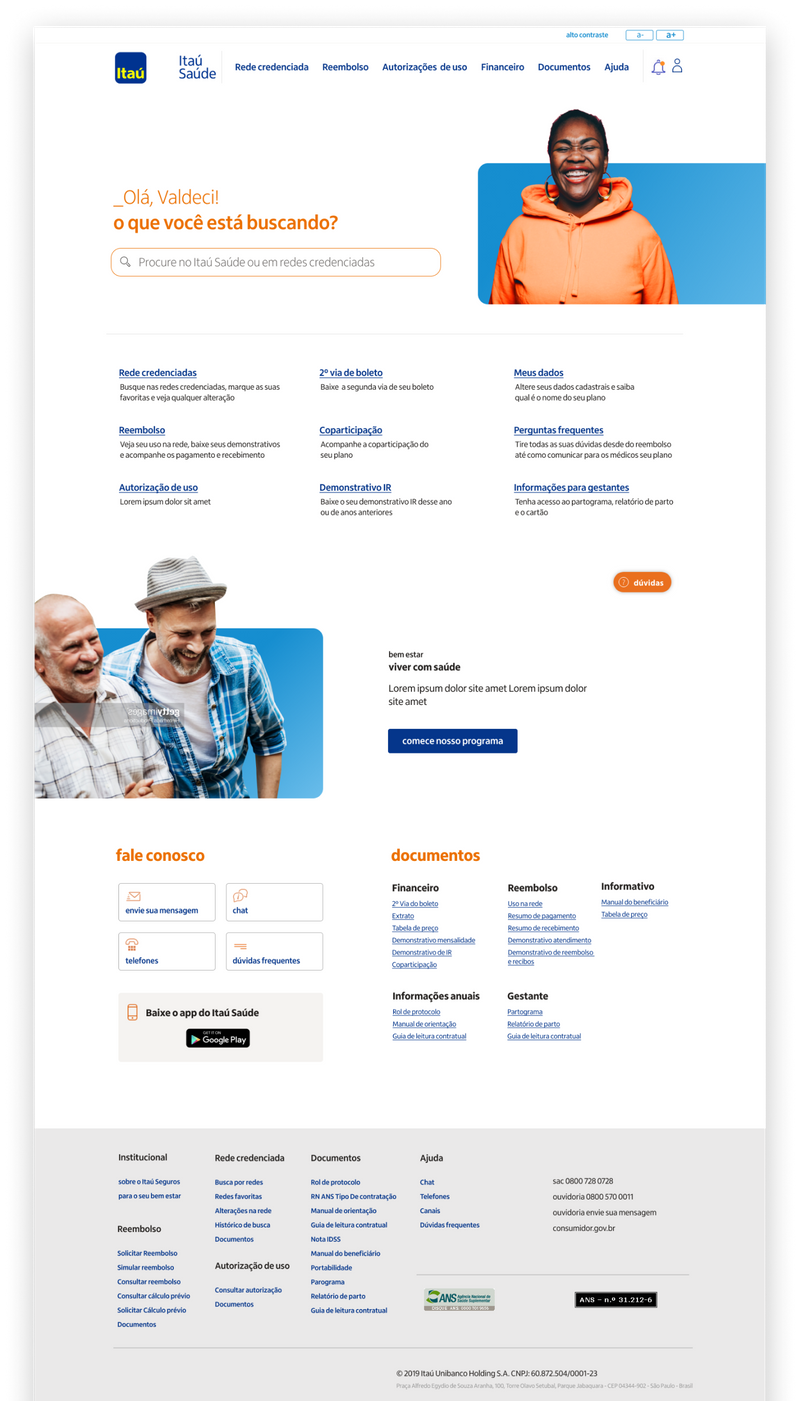 alto contraste
a-
a+
Itaú
Itaú
Saúde
Rede credenciada
Reembolso
Autorizações de uso
Financeiro
Documentos
Ajuda
_Olá, Valdeci!
o que você está buscando?
Procure no Itaú Saúde ou em redes credenciadas
Rede credenciadas
Busque nas redes credenciadas, marque as suas
favoritas e veja qualquer alteração
2º via de boleto
Baixe a segunda via de seu boleto
Meus dados
Altere seus dados cadastrais e saiba
qual é o nome do seu plano
Reembolso
Veja seu uso na rede, baixe seus demonstrativos
e acompanhe os pagamento e recebimento
Coparticipação
Acompanhe a coparticipação do
seu plano
Perguntas frequentes
Tire todas as suas dúvidas desde do reembolso
até como comunicar para os médicos seu plano
Autorização de uso
Lorem ipsum dolor sit amet
Demonstrativo IR
Baixe o seu demonstrativo IR desse ano
ou de anos anteriores
Informações para gestantes
Tenha acesso ao partograma, relatório de parto
e o cartão
dúvidas
gettyimages
bem estar
viver com saúde
Lorem ipsum dolor site amet Lorem ipsum dolor
site amet
comece nosso programa
fale conosco
envie sua mensagem
chat
telefones
dúvidas frequentes
Baixe o app do Itaú Saúde
GET IT ON
Google Play
documentos
Financeiro
2º Via do boleto
Extrato
Tabela de preço
Demonstrativo mensalidade
Demonstrativo de IR
Coparticipação
Reembolso
Uso na rede
Resumo de pagamento
Resumo de recebimento
Demonstrativo atendimento
Demonstrativo de reembolso
e recibos
Informativo
Manual do beneficiário
Tabela de preço
Informações anuais
Rol de protocolo
Manual de orientação
Guia de leitura contratual
Gestante
Partograma
Relatório de parto
Guia de leitura contratual
Institucional
sobre o Itaú Seguros
para o seu bem estar
Reembolso
Solicitar Reembolso
Simular reembolso
Consultar reembolso
Consultar cálculo prévio
Solicitar Cálculo prévio
Documentos
Rede credenciada
Busca por redes
Redes favoritas
Alterações na rede
Histórico de busca
Documentos
Autorização de uso
Consultar autorização
Documentos
Documentos
Rol de protocolo
RN ANS Tipo De contratação
Manual de orientação
Guia de leitura contratual
Nota IDSS
Manual do beneficiário
Portabilidade
Parograma
Relatório de parto
Guia de leitura contratual
Ajuda
Chat
Telefones
Canais
Dúvidas frequentes
sac 0800 728 0728
ouvidoria 0800 570 0011
ouvidoria envie sua mensagem
consumidor.gov.br
ANS
Agência Nacional de
Saúde Suplementar
ANS - n.º 31.212-6
© 2019 Itaú Unibanco Holding S.A. CNPJ: 60.872.504/0001-23
Praça Alfredo Egydio de Souza Aranha, 100, Torre Olavo Setubal, Parque Jabaquara - CEP 04344-902 - São Paulo - Brasil